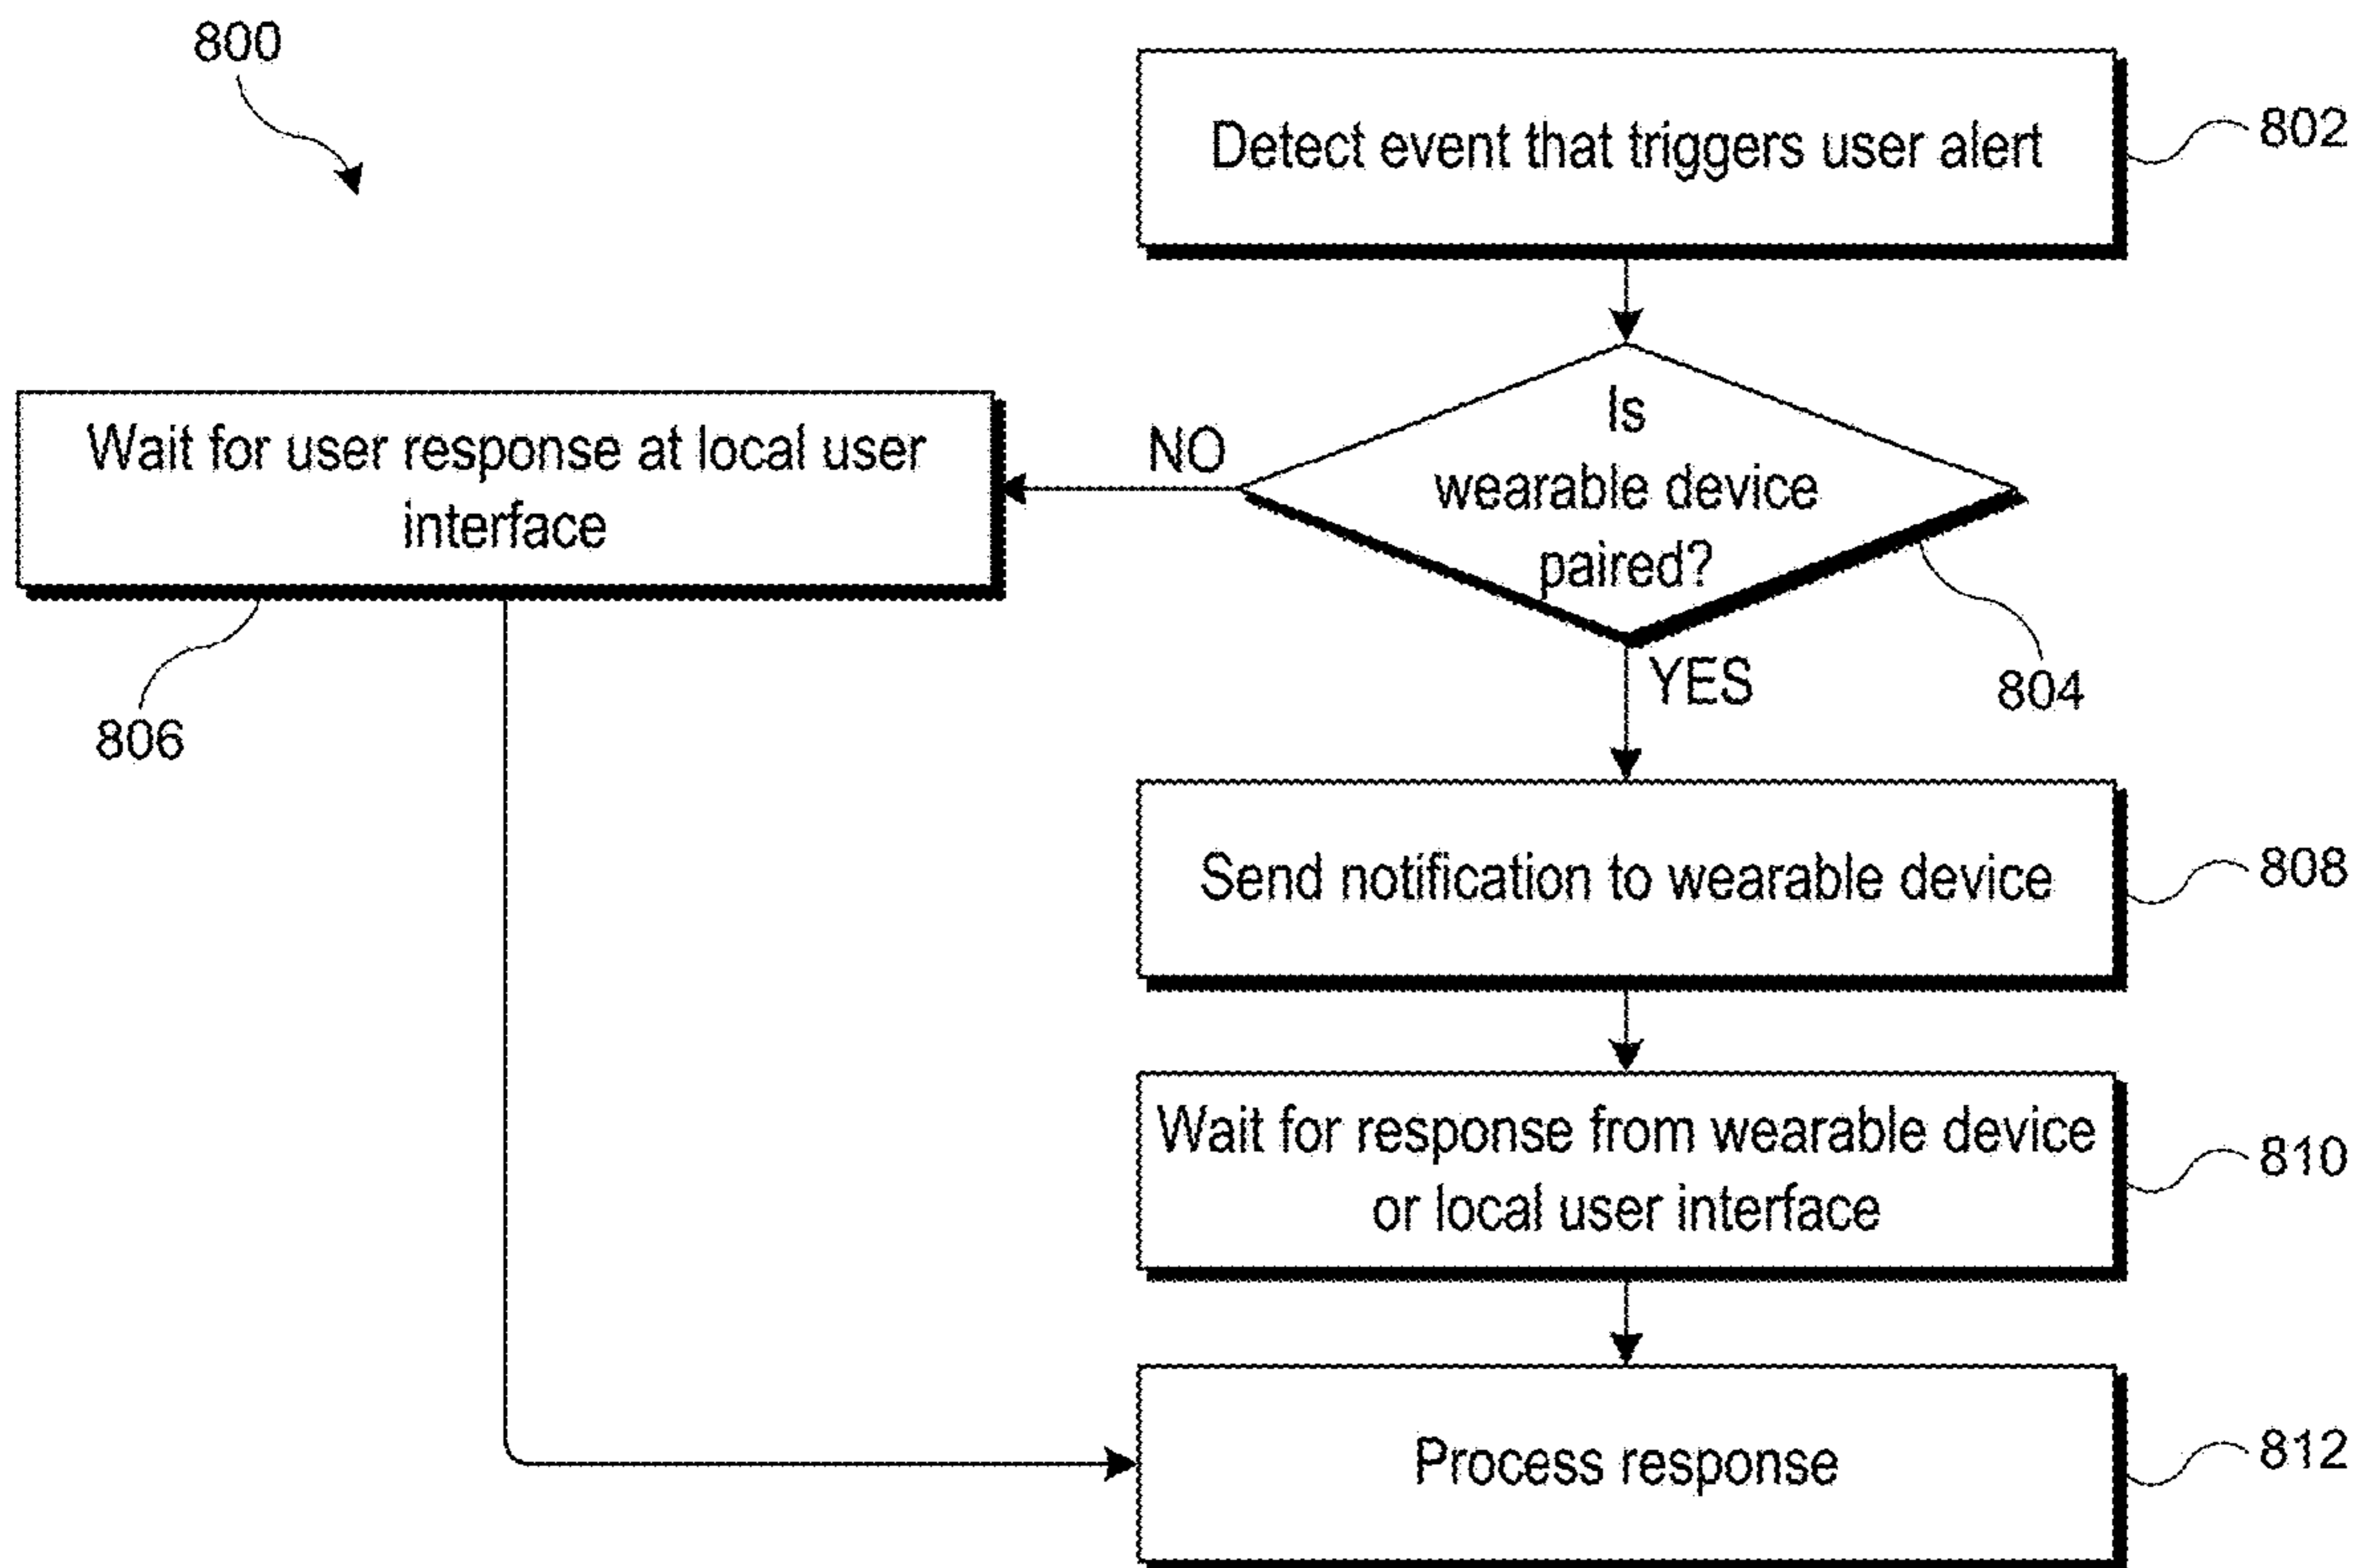 800
Detect event that triggers user alert
802
Is
wearable device
paired?
804
NO
Wait for user response at local user
interface
806
YES
Send notification to wearable device
808
Wait for response from wearable device
or local user interface
810
Process response
812